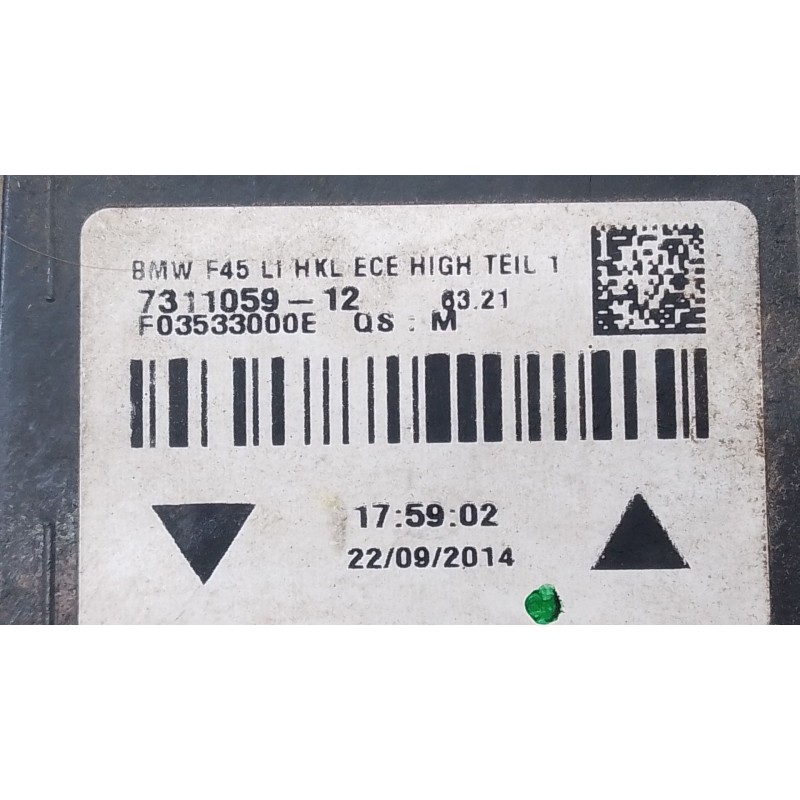 BMW F45 LI HKL ECE HIGH TEIL 1
7311059-12 63.21
F03533000E QS : M
17:59:02
22/09/2014